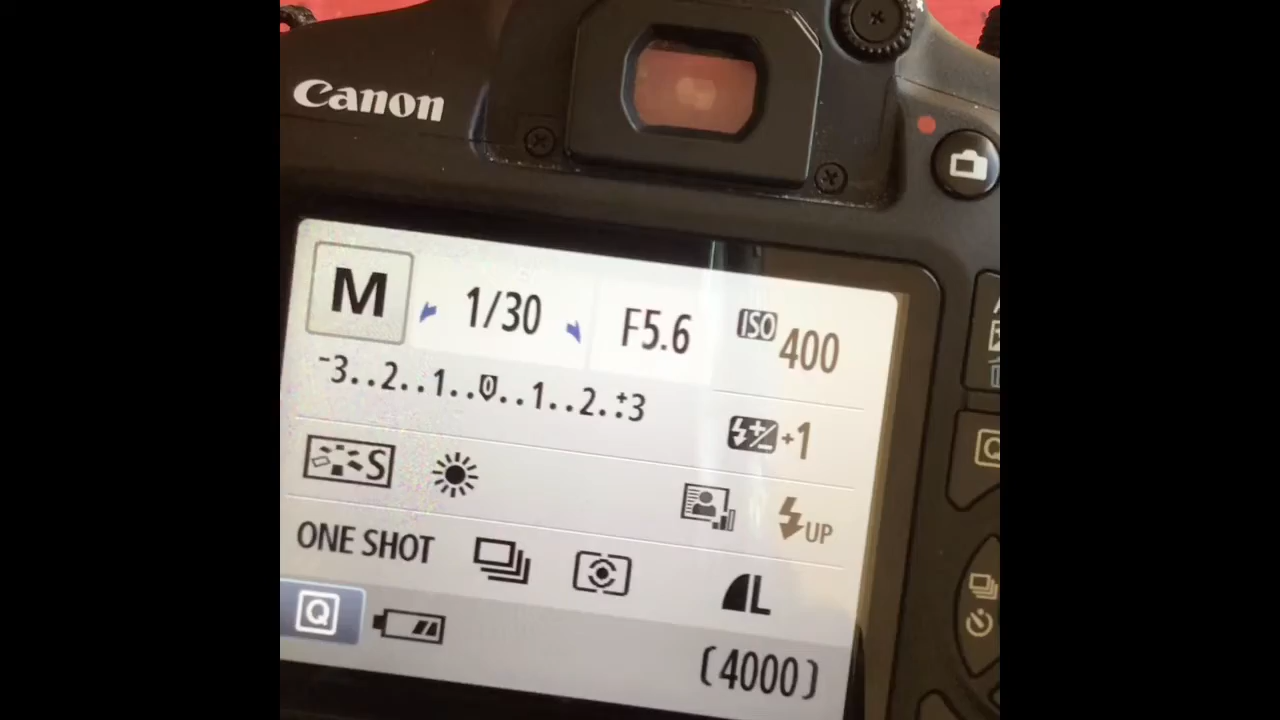 Canon
M 1/30 F5.6 ISO 400
-3..2..1..0..1..2.:+3
+1
S
UP
ONE SHOT
L
Q
Q
(4000)